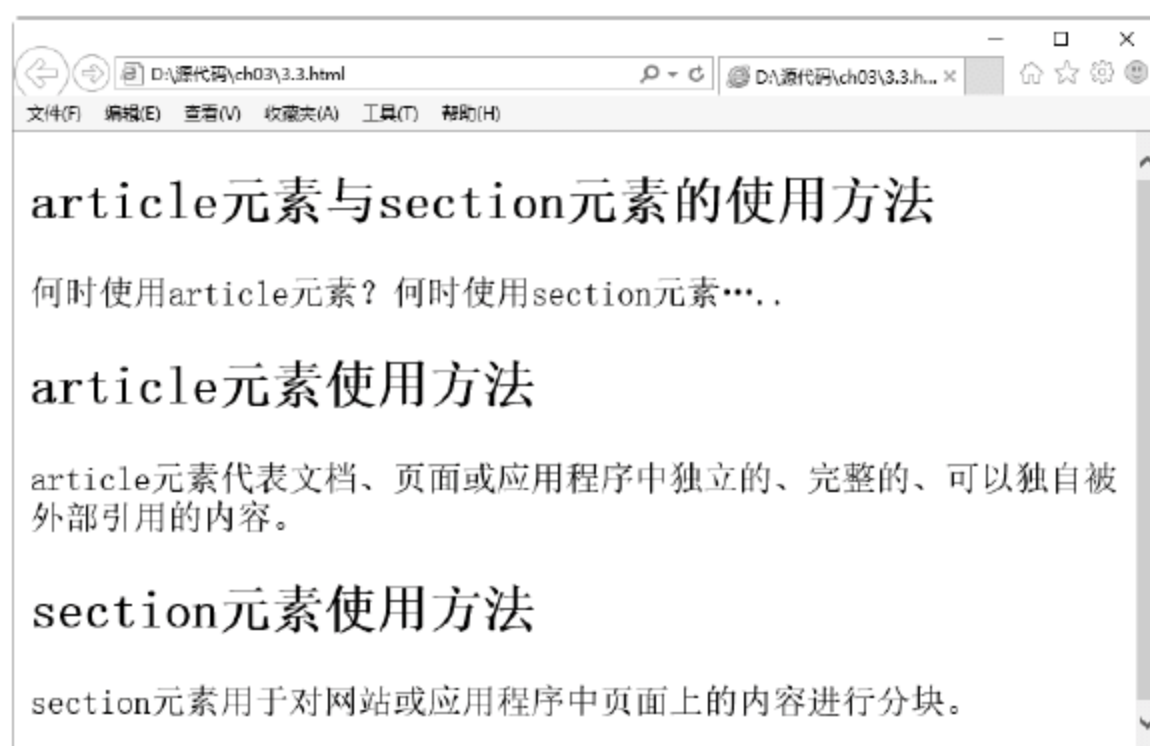 D:\源代码\ch03\3.3.html
D:\源代码\ch03\3.3.h...
文件(F) 编辑(E) 查看(V) 收藏夹(A) 工具(T) 帮助(H)
article元素与section元素的使用方法
何时使用article元素？何时使用section元素…..
article元素使用方法
article元素代表文档、页面或应用程序中独立的、完整的、可以独自被
外部引用的内容。
section元素使用方法
section元素用于对网站或应用程序中页面上的内容进行分块。